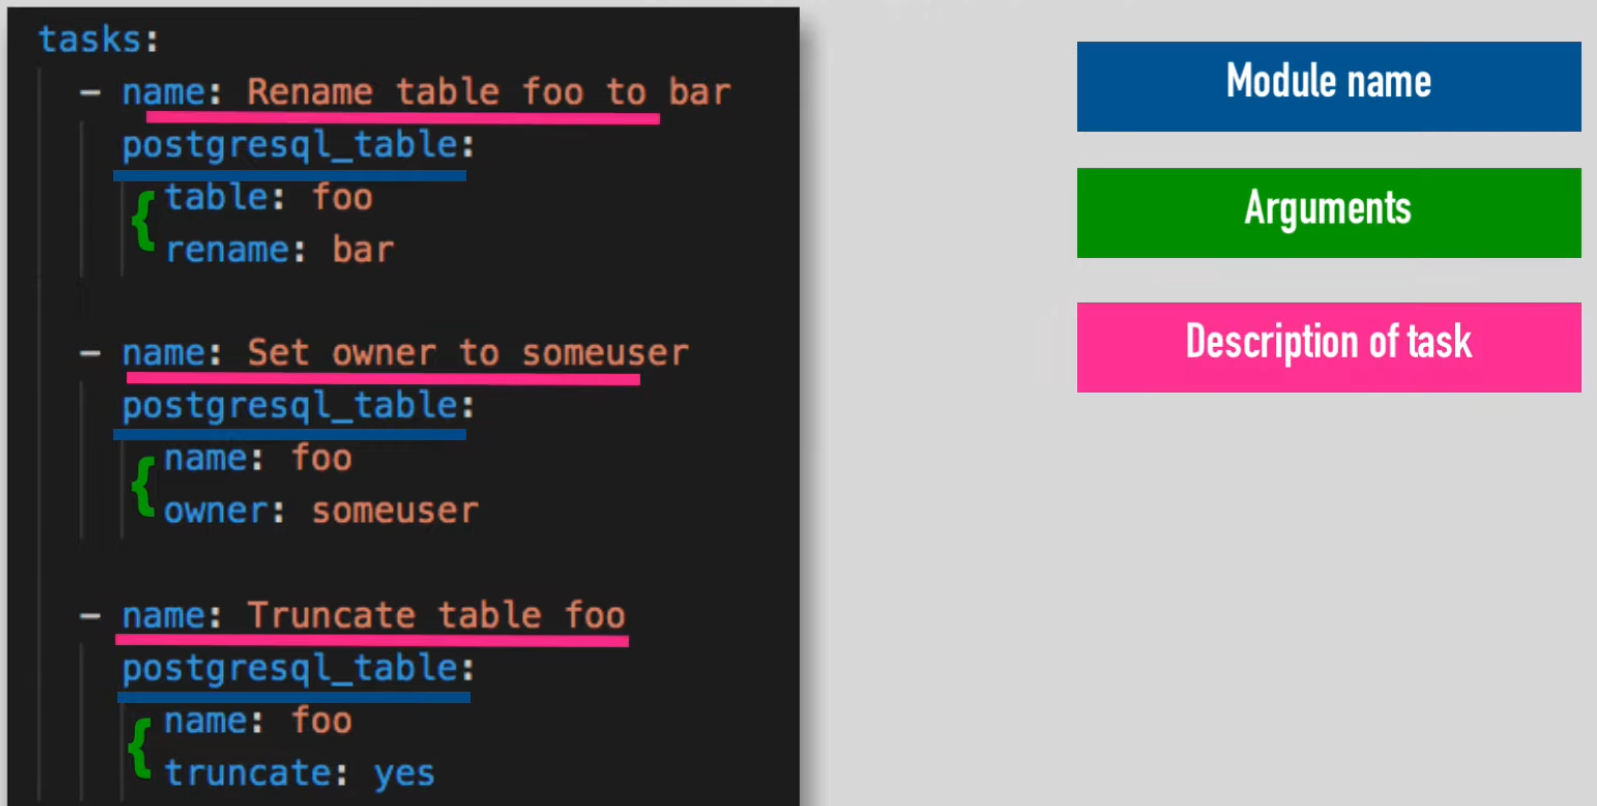 tasks:
- name: Rename table foo to bar
postgresql_table:
table: foo
rename: bar
- name: Set owner to someuser
postgresql_table:
name: foo
owner: someuser
- name: Truncate table foo
postgresql_table:
name: foo
truncate: yes
Module name
Arguments
Description of task